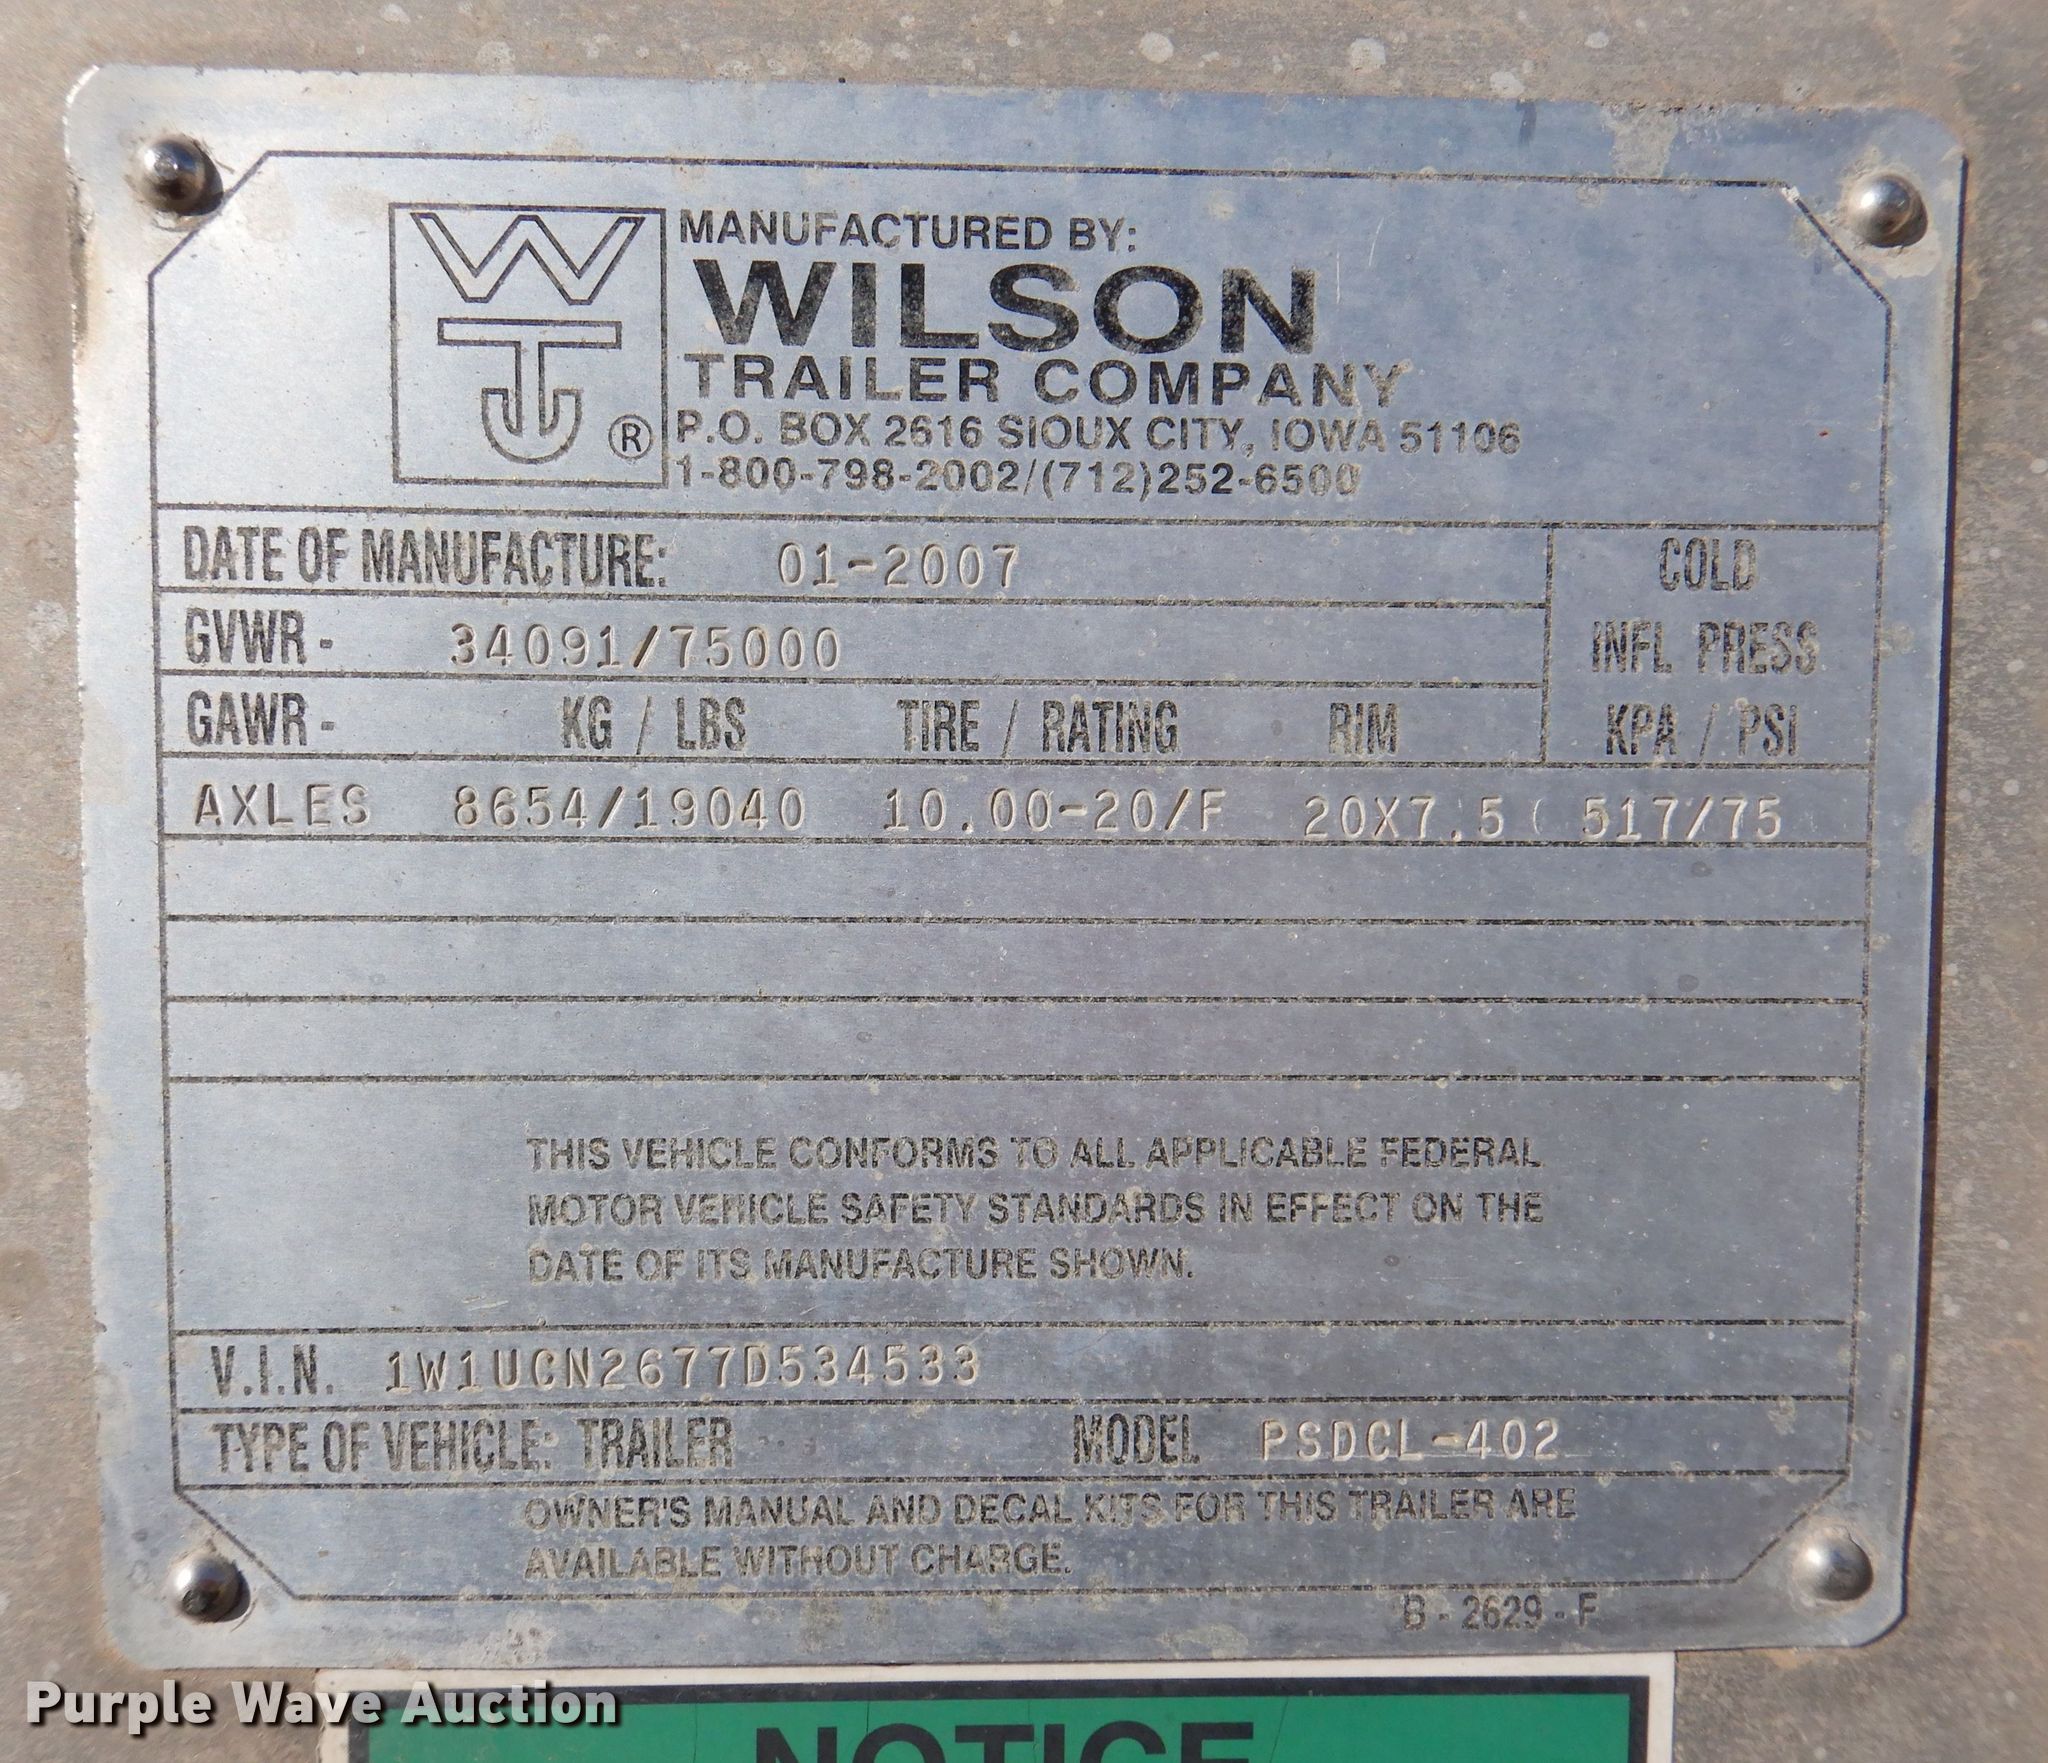 MANUFACTURED BY:
WILSON
TRAILER COMPANY
P.O. BOX 2616 SIOUX CITY, IOWA 51106
1-800-798-2002/(712)252-6500
WTJ ®
DATE OF MANUFACTURE: 01-2007
COLD
INFL PRESS
KPA / PSI
GVWR - 34091/75000
GAWR - KG / LBS TIRE / RATING RIM
AXLES 8654/19040 10.00-20/F 20X7.5 517/75
THIS VEHICLE CONFORMS TO ALL APPLICABLE FEDERAL
MOTOR VEHICLE SAFETY STANDARDS IN EFFECT ON THE
DATE OF ITS MANUFACTURE SHOWN.
V.I.N. 1W1UCN2677D534533
TYPE OF VEHICLE: TRAILER MODEL PSDCL-402
OWNER'S MANUAL AND DECAL KITS FOR THIS TRAILER ARE
AVAILABLE WITHOUT CHARGE.
B - 2629 - F
Purple Wave Auction
NOTICE